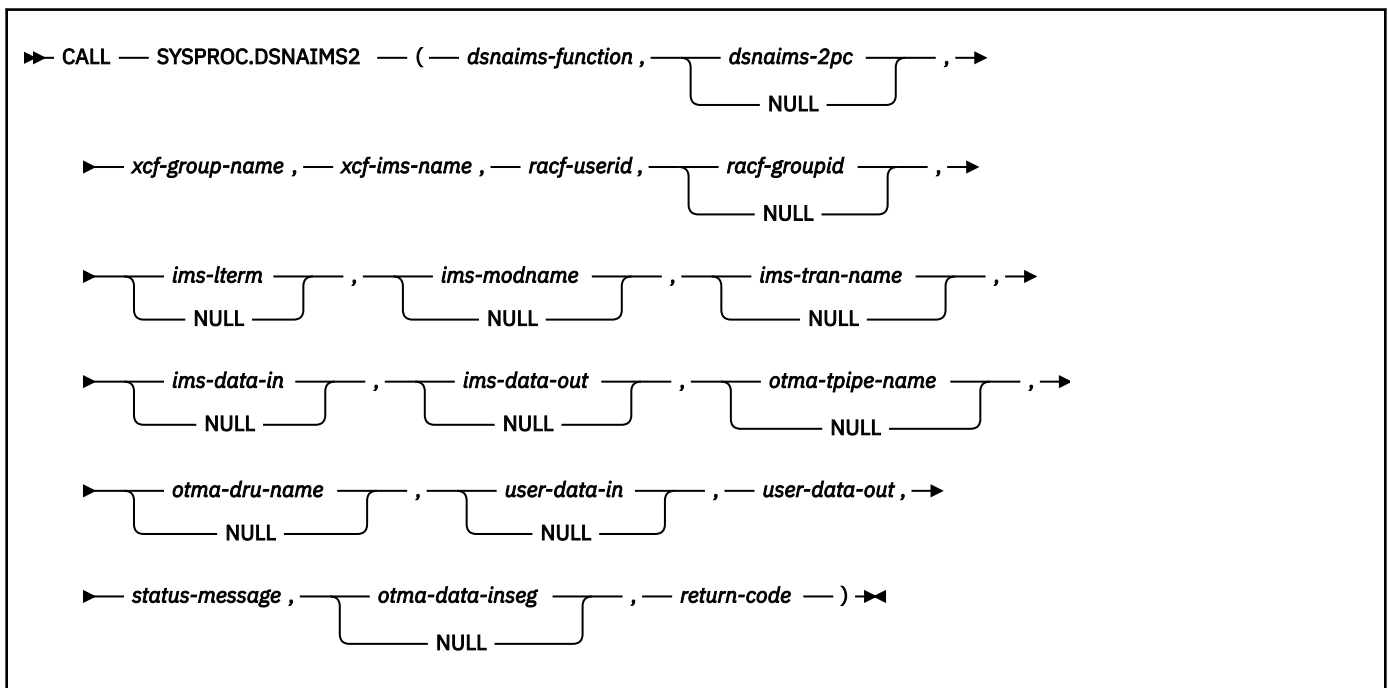 CALL SYSPROC.DSNAIMS2 ( dsnaims-function , dsnaims-2pc ,
NULL
xcf-group-name , xcf-ims-name , racf-userid , racf-groupid ,
NULL
ims-lterm , ims-modname , ims-tran-name ,
NULL NULL NULL
ims-data-in , ims-data-out , otma-tpipe-name ,
NULL NULL NULL
otma-dru-name , user-data-in , user-data-out ,
NULL NULL
status-message , otma-data-inseg , return-code )
NULL